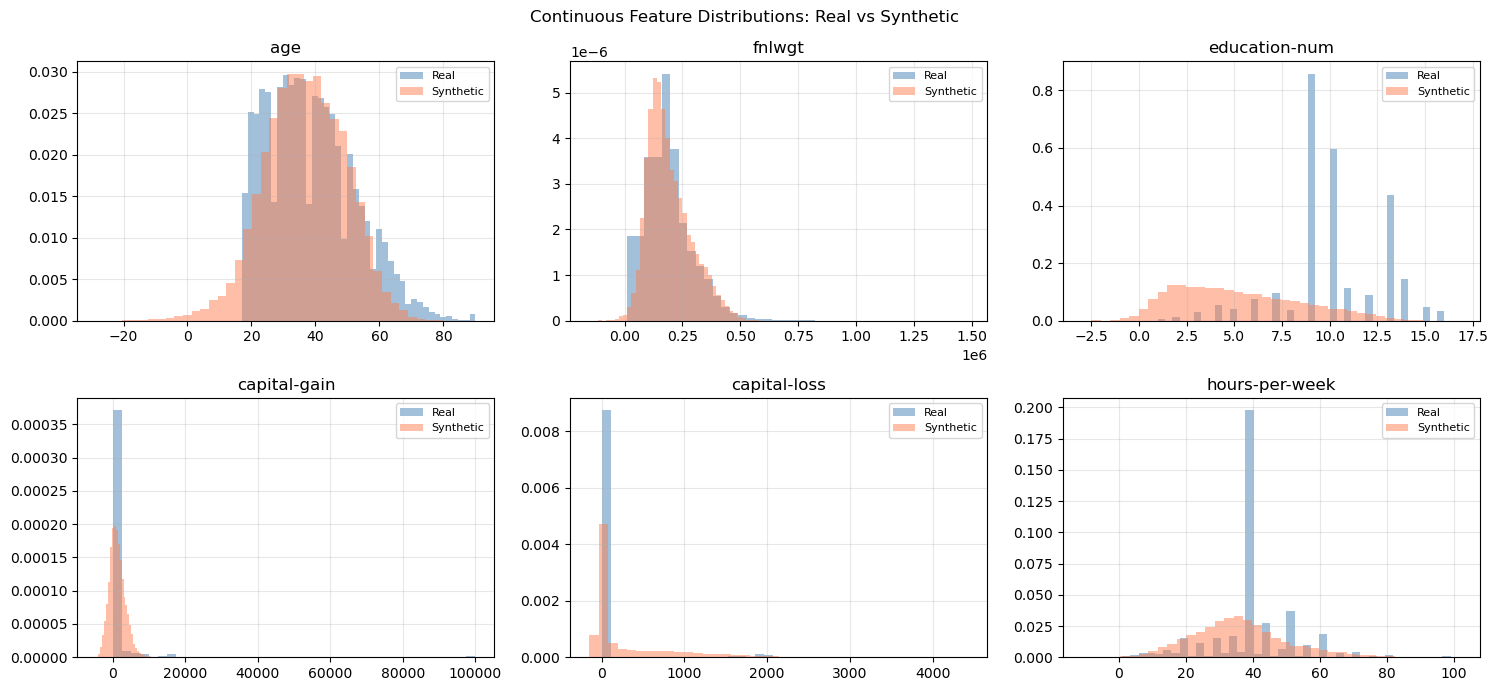 Continuous Feature Distributions: Real vs Synthetic
age
0.030
0.025
0.020
0.015
0.010
0.005
0.000
−20 0 20 40 60 80
Real
Synthetic
fnlwgt
1e−6
5
4
3
2
1
0
0.00 0.25 0.50 0.75 1.00 1.25 1.50
1e6
Real
Synthetic
education-num
0.8
0.6
0.4
0.2
0.0
−2.5 0.0 2.5 5.0 7.5 10.0 12.5 15.0 17.5
Real
Synthetic
capital-gain
0.00035
0.00030
0.00025
0.00020
0.00015
0.00010
0.00005
0.00000
0 20000 40000 60000 80000 100000
Real
Synthetic
capital-loss
0.008
0.006
0.004
0.002
0.000
0 1000 2000 3000 4000
Real
Synthetic
hours-per-week
0.200
0.175
0.150
0.125
0.100
0.075
0.050
0.025
0.000
0 20 40 60 80 100
Real
Synthetic